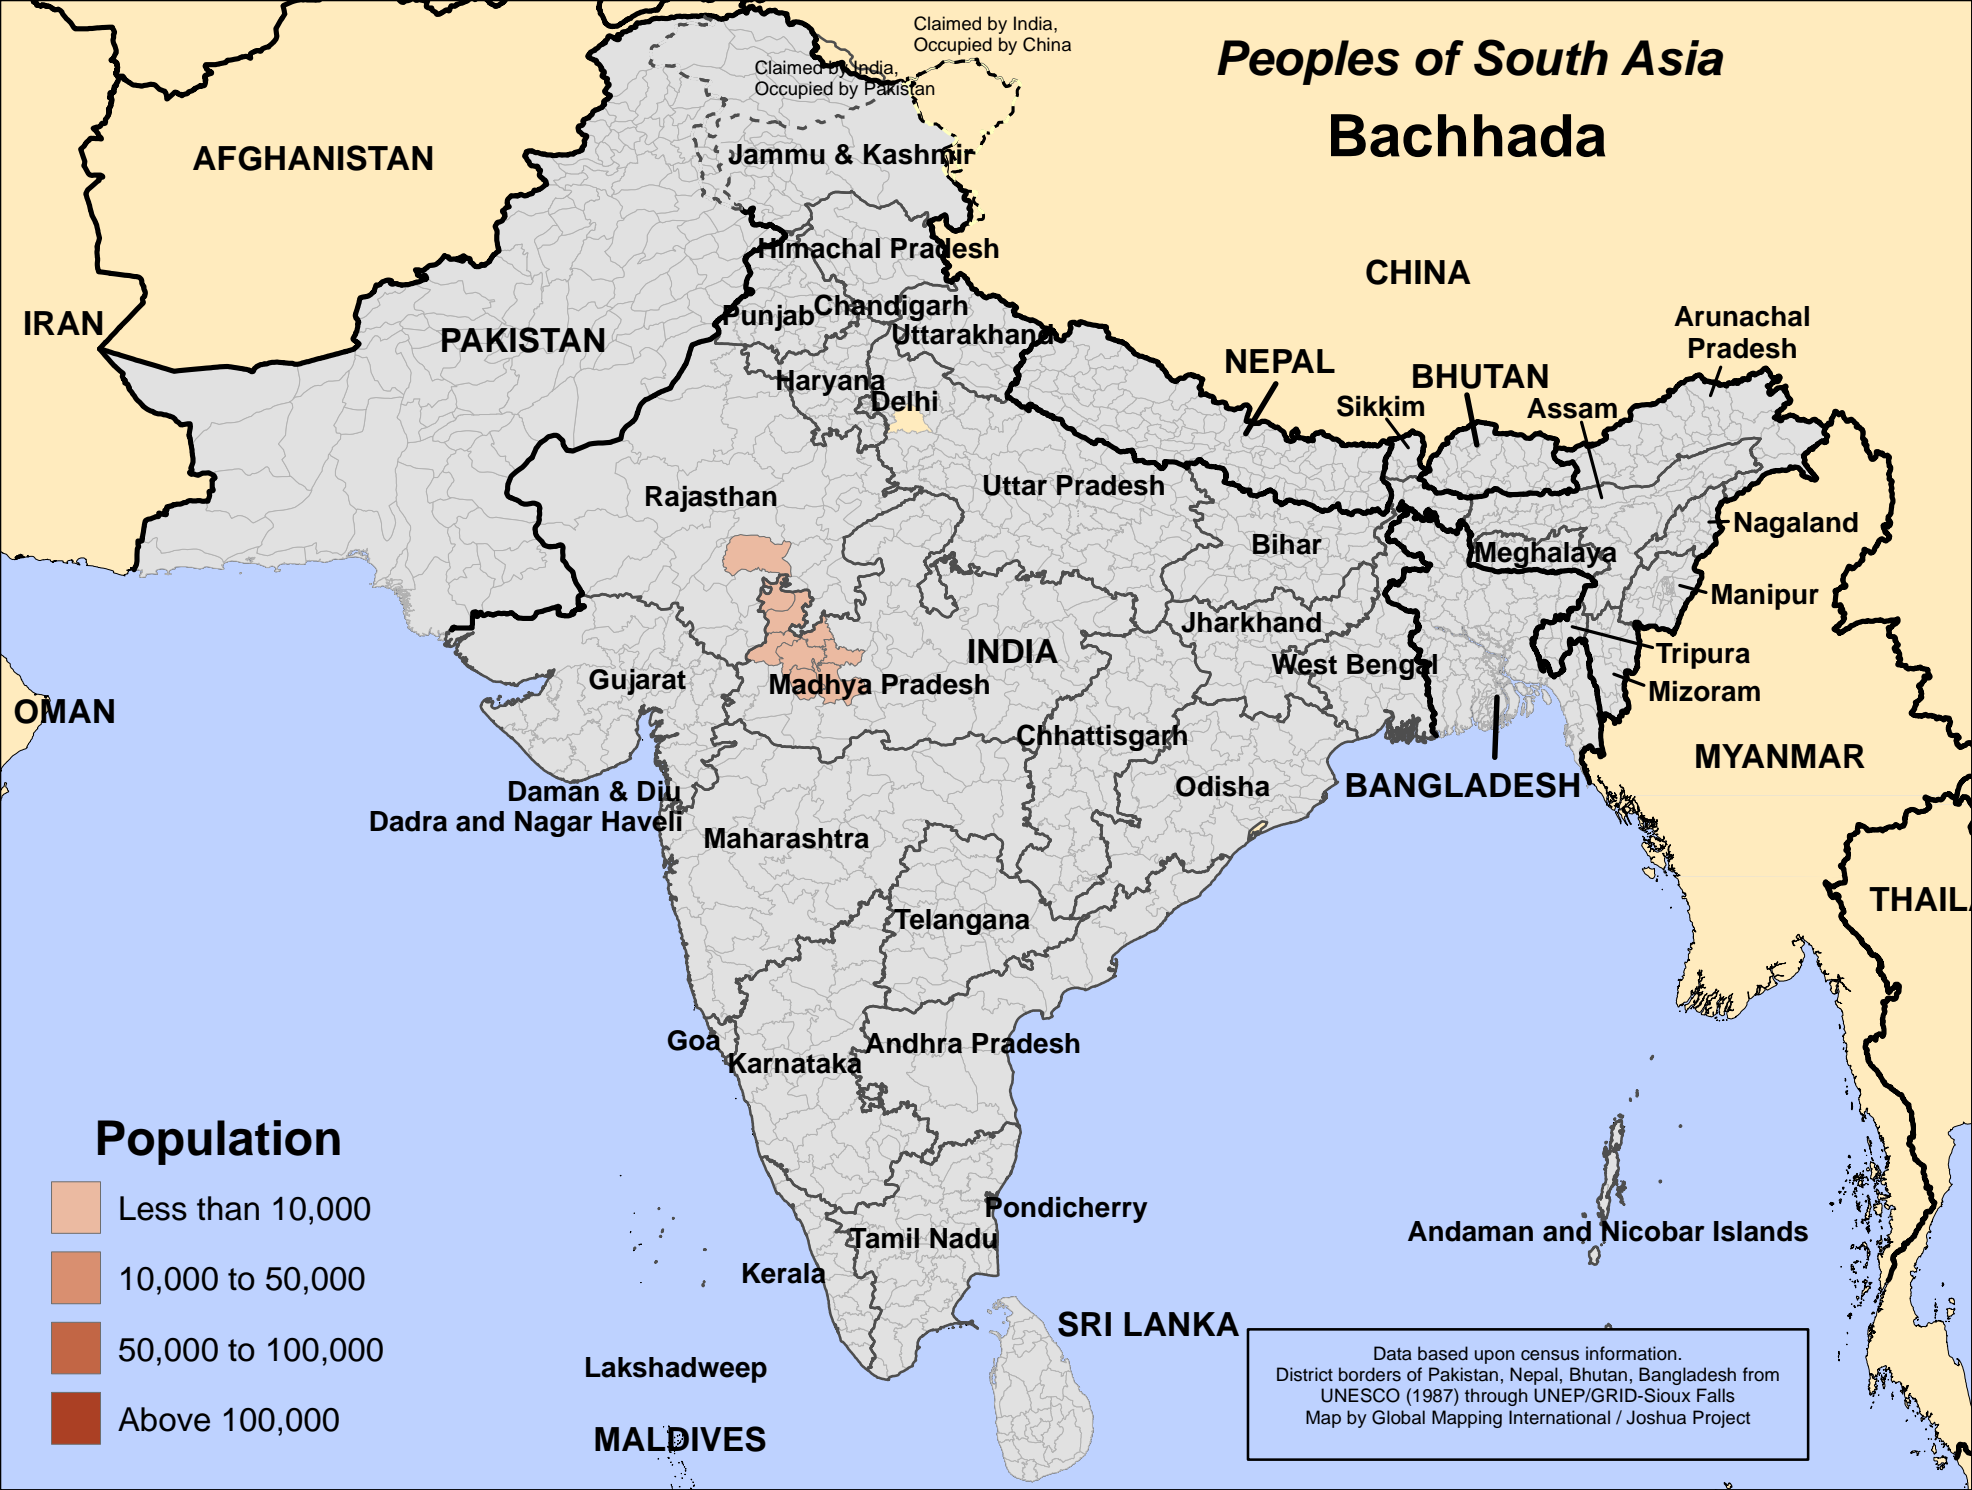 Claimed by India,
Occupied by China
Peoples of South Asia
Bachhada
Claimed by India,
Occupied by Pakistan
AFGHANISTAN
Jammu & Kashmir
Himachal Pradesh
CHINA
IRAN
PAKISTAN
Punjab
Chandigarh
Uttarakhand
Arunachal
Pradesh
NEPAL
BHUTAN
Haryana
Delhi
Sikkim
Assam
Rajasthan
Uttar Pradesh
Nagaland
Bihar
Meghalaya
Manipur
Jharkhand
INDIA
Tripura
West Bengal
Gujarat
Madhya Pradesh
Mizoram
OMAN
Chhattisgarh
MYANMAR
Odisha
BANGLADESH
Daman & Diu
Dadra and Nagar Haveli
Maharashtra
THAIL
Telangana
Goa
Andhra Pradesh
Karnataka
Population
Less than 10,000
10,000 to 50,000
50,000 to 100,000
Above 100,000
Pondicherry
Andaman and Nicobar Islands
Tamil Nadu
Kerala
SRI LANKA
Lakshadweep
MALDIVES
Data based upon census information.
District borders of Pakistan, Nepal, Bhutan, Bangladesh from
UNESCO (1987) through UNEP/GRID-Sioux Falls
Map by Global Mapping International / Joshua Project